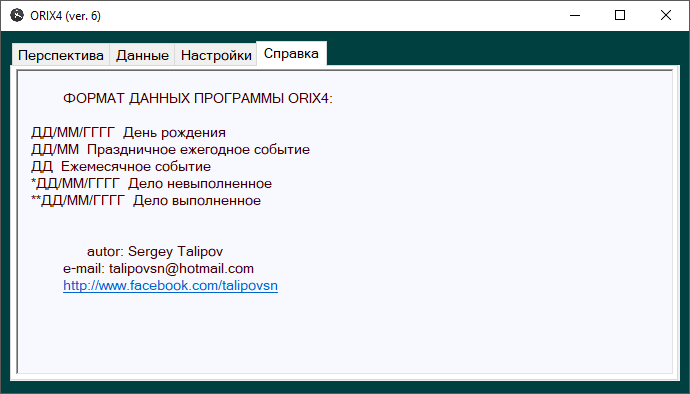 ORIX4 (ver. 6)
Перспектива Данные Настройки Справка
ФОРМАТ ДАННЫХ ПРОГРАММЫ ORIX4:
ДД/ММ/ГГГГ День рождения
ДД/ММ Праздничное ежегодное событие
ДД Ежемесячное событие
*ДД/ММ/ГГГГ Дело невыполненное
**ДД/ММ/ГГГГ Дело выполненное
autor: Sergey Talipov
e-mail: talipovsn@hotmail.com
http://www.facebook.com/talipovsn